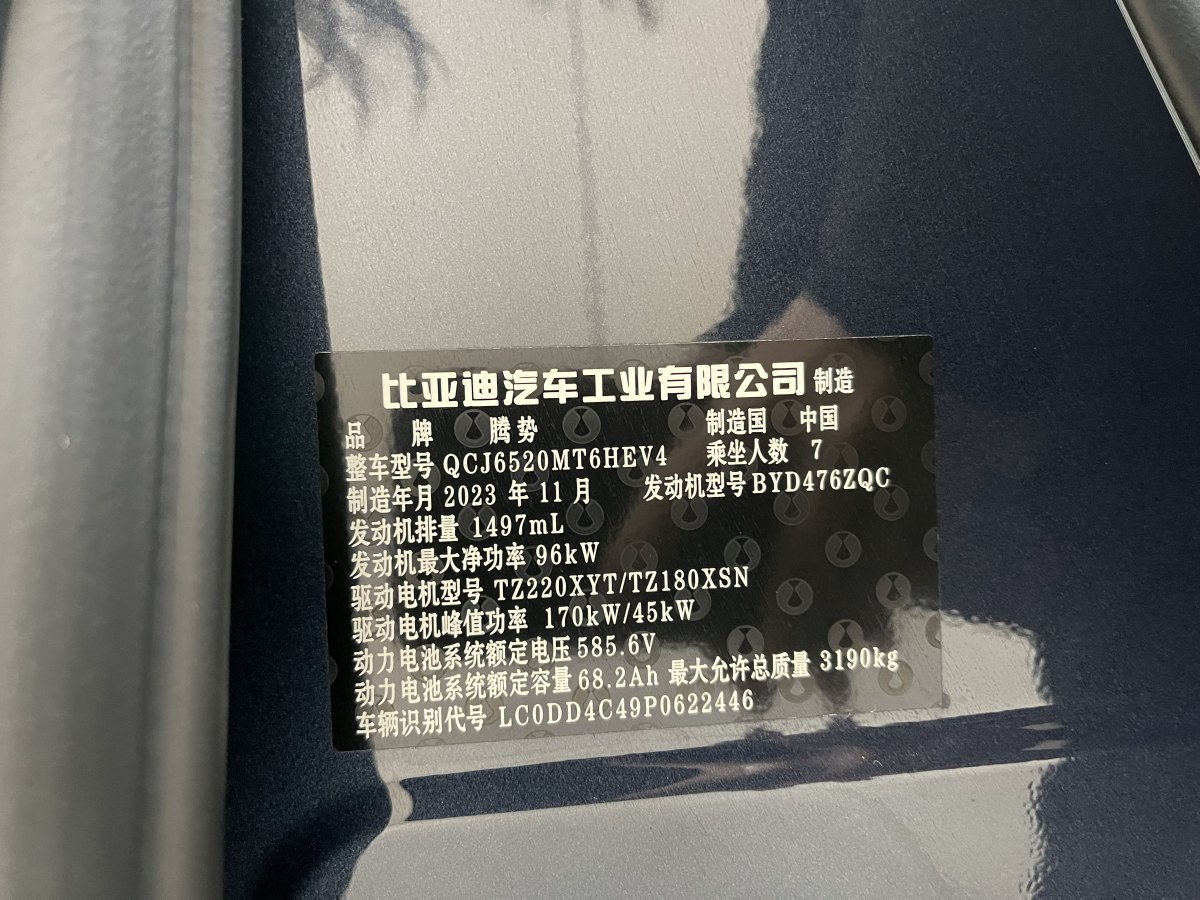 比亚迪汽车工业有限公司 制造
品 牌 腾势 制造国 中国
整车型号 QCJ6520MT6HEV4 乘坐人数 7
制造年月 2023 年 11 月 发动机型号 BYD476ZQC
发动机排量 1497mL
发动机最大净功率 96kW
驱动电机型号 TZ220XYT/TZ180XSN
驱动电机峰值功率 170kW/45kW
动力电池系统额定电压 585.6V
动力电池系统额定容量 68.2Ah 最大允许总质量 3190kg
车辆识别代号 LC0DD4C49P0622446